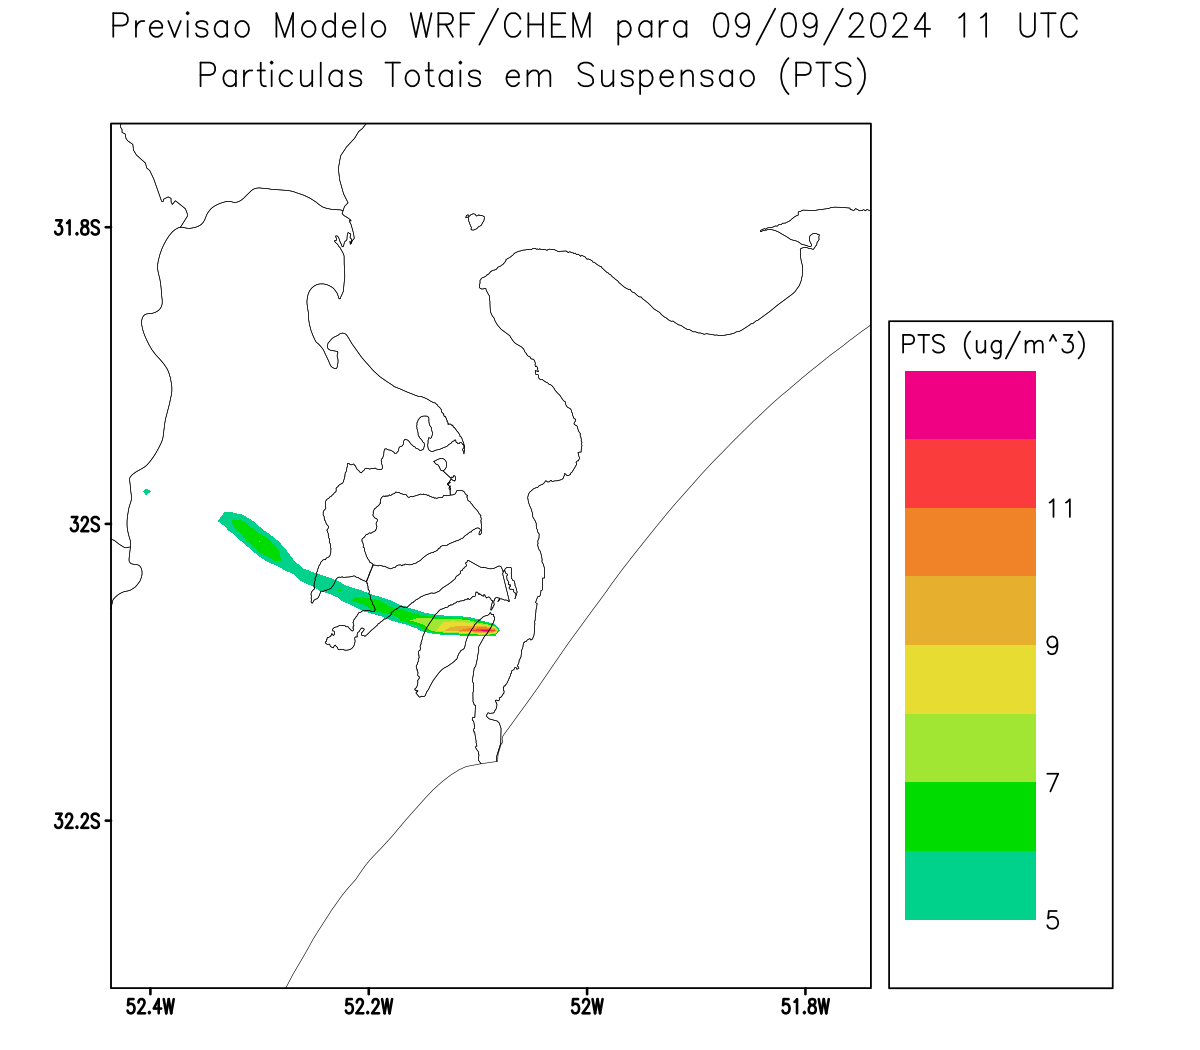 Previsao Modelo WRF/CHEM para 09/09/2024 11 UTC
Particulas Totais em Suspensao (PTS)
31.8S
32S
32.2S
52.4W
52.2W
52W
51.8W
PTS (ug/m^3)
11
9
7
5